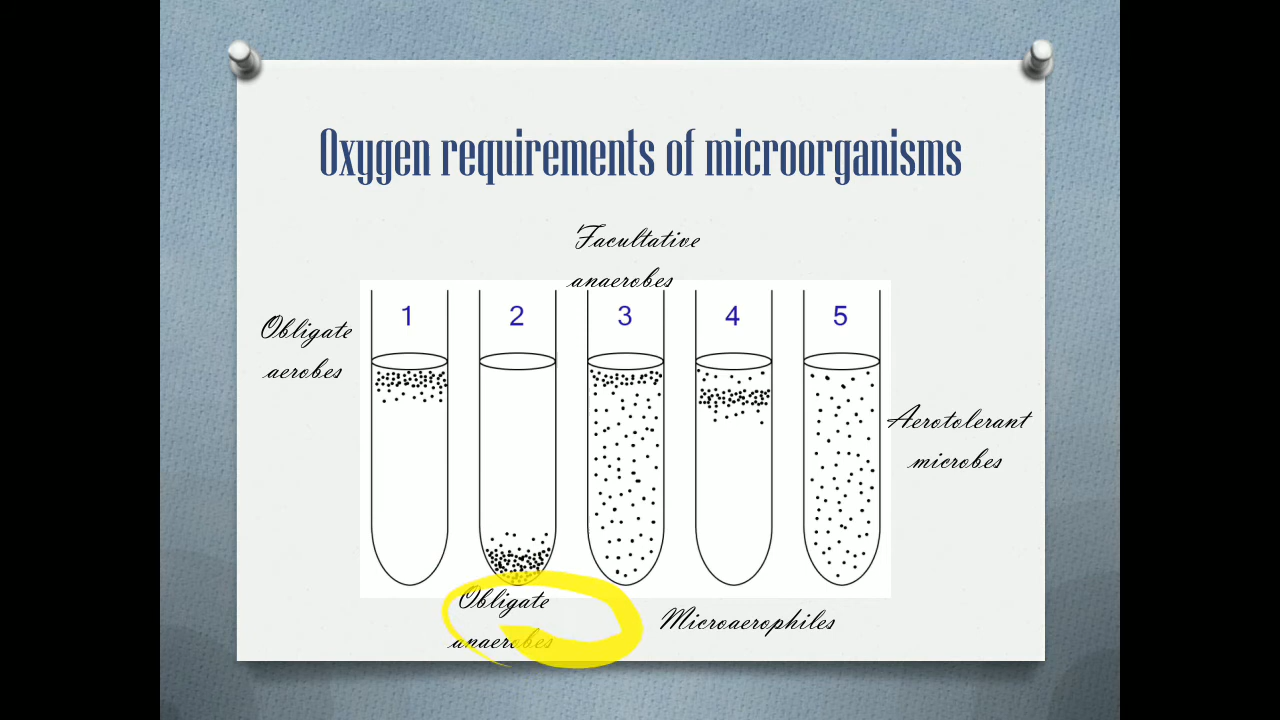 Oxygen requirements of microorganisms
Facultative
anaerobes
Obligate
aerobes
1 2 3 4 5
Aerotolerant
microbes
Obligate
anaerobes
Microaerophiles